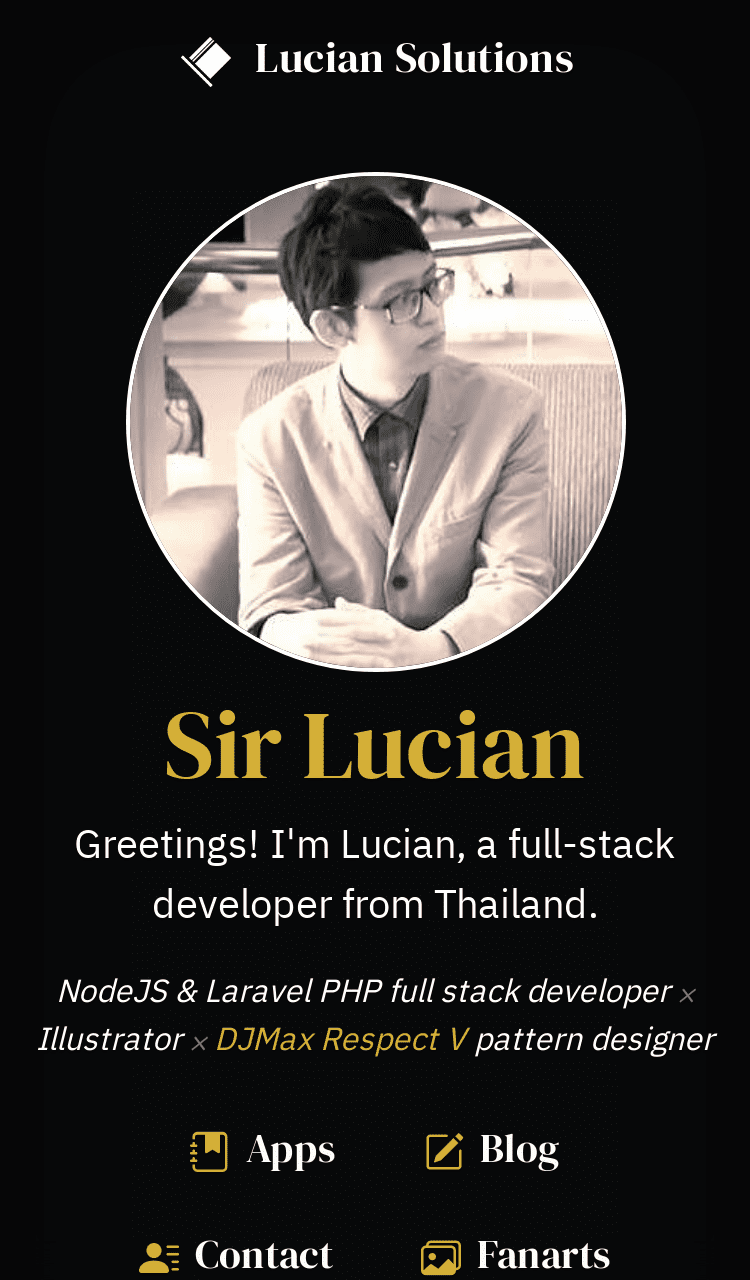 Lucian Solutions
Sir Lucian
Greetings! I'm Lucian, a full-stack
developer from Thailand.
NodeJS & Laravel PHP full stack developer ×
Illustrator × DJMax Respect V pattern designer
Apps
Blog
Contact
Fanarts